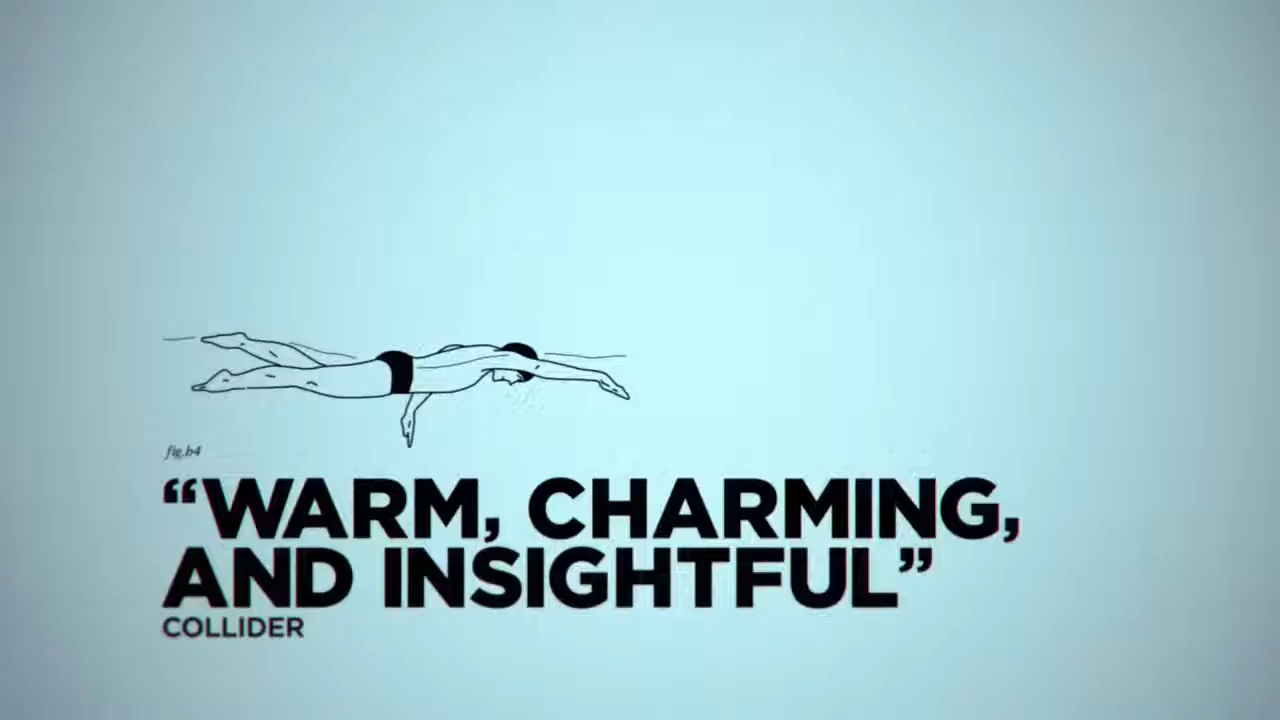 fig.b4
“WARM, CHARMING,
AND INSIGHTFUL”
COLLIDER